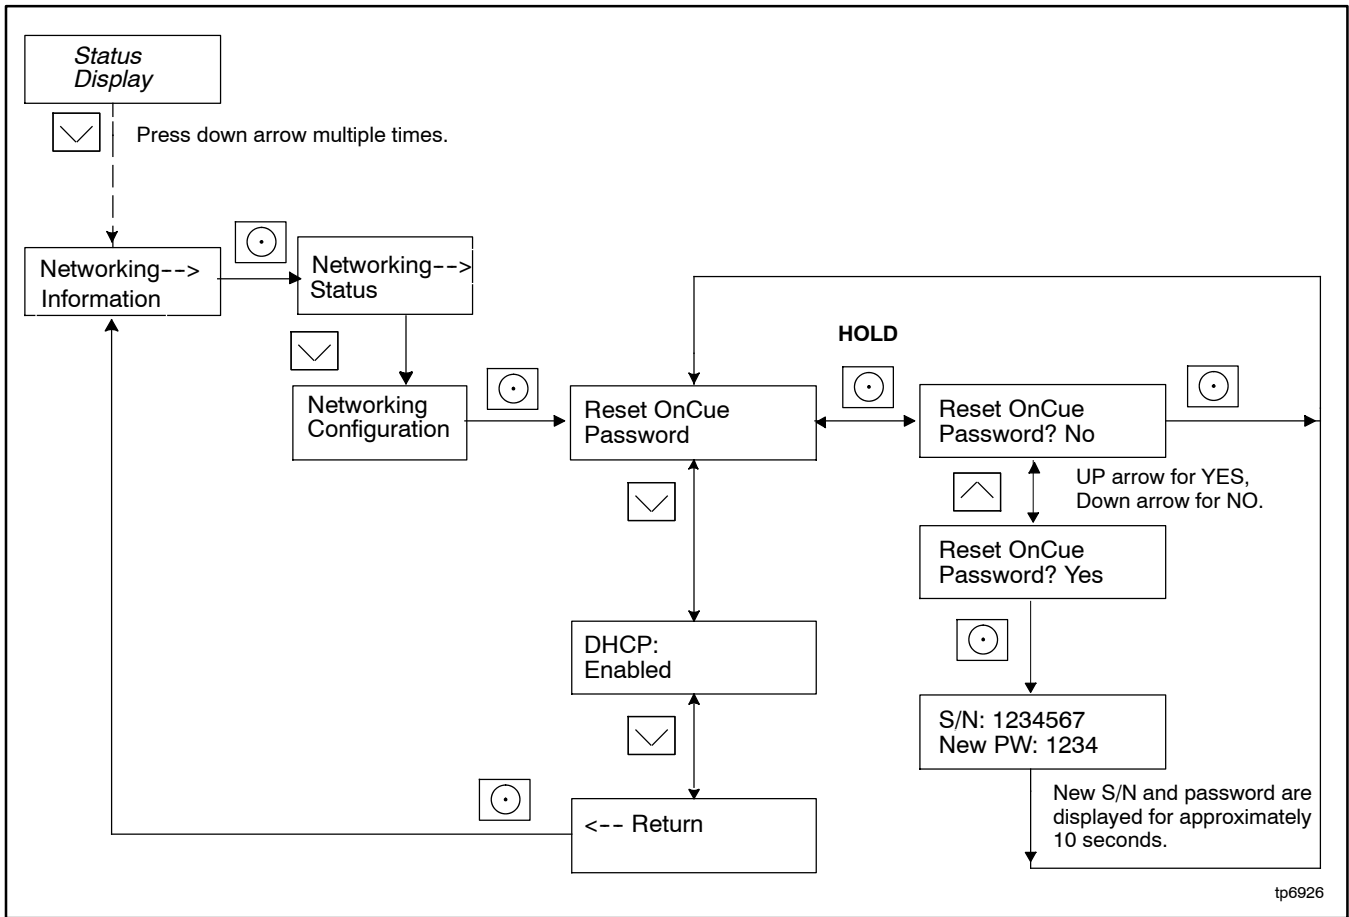 Status
Display
Press down arrow multiple times.
Networking-->
Information
Networking-->
Status
HOLD
Networking
Configuration
Reset OnCue
Password
Reset OnCue
Password? No
UP arrow for YES,
Down arrow for NO.
Reset OnCue
Password? Yes
DHCP:
Enabled
S/N: 1234567
New PW: 1234
<-- Return
New S/N and password are
displayed for approximately
10 seconds.
tp6926